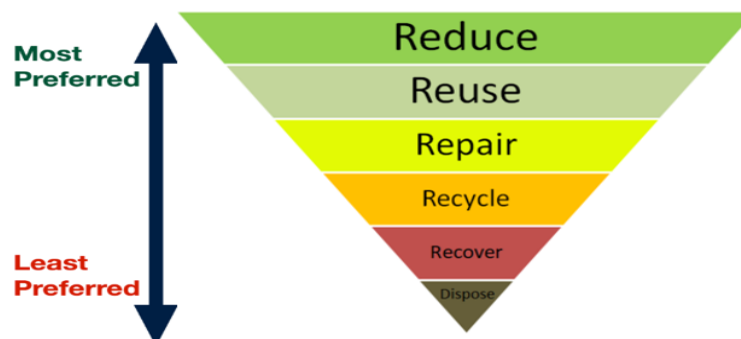 Most
Preferred
Reduce
Reuse
Repair
Recycle
Recover
Dispose
Least
Preferred